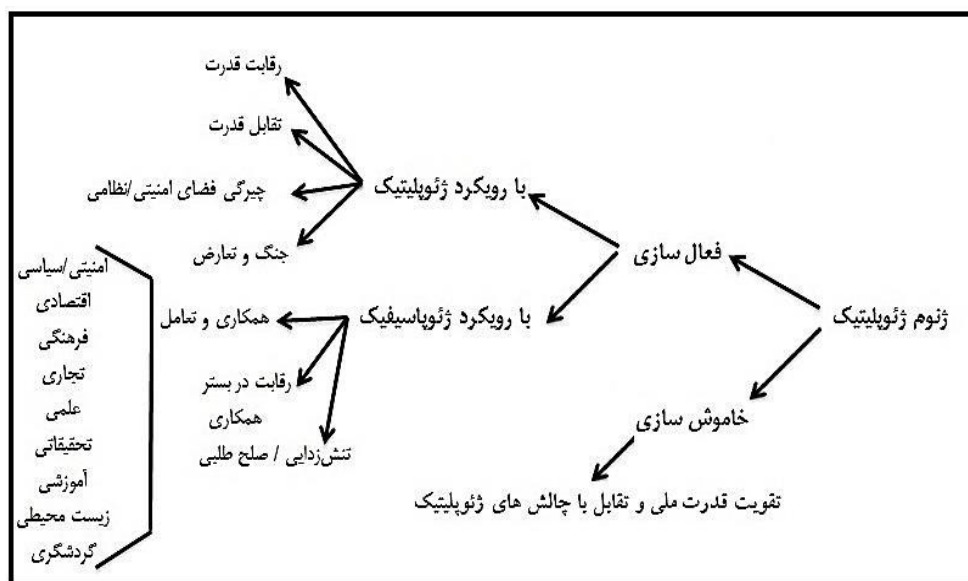 ژنوم ژئوپلیتیک
فعال سازی
با رویکرد ژئوپلیتیک
رقابت قدرت
تقابل قدرت
چیرگی فضای امنیتی/نظامی
جنگ و تعارض
با رویکرد ژئوپاسیفیک
همکاری و تعامل
رقابت در بستر
همکاری
تنش‌زدایی / صلح طلبی
امنیتی/سیاسی
اقتصادی
فرهنگی
تجاری
علمی
تحقیقاتی
آموزشی
زیست محیطی
گردشگری
خاموش سازی
تقویت قدرت ملی و تقابل با چالش های ژئوپلیتیک